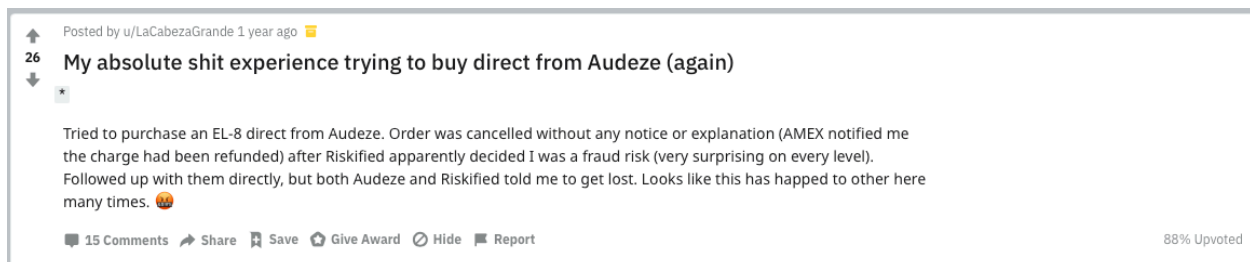 Posted by u/LaCabezaGrande 1 year ago
26
My absolute shit experience trying to buy direct from Audeze (again)
*
Tried to purchase an EL-8 direct from Audeze. Order was cancelled without any notice or explanation (AMEX notified me
the charge had been refunded) after Riskified apparently decided I was a fraud risk (very surprising on every level).
Followed up with them directly, but both Audeze and Riskified told me to get lost. Looks like this has happed to other here
many times. 🤬
15 Comments Share Save Give Award Hide Report 88% Upvoted